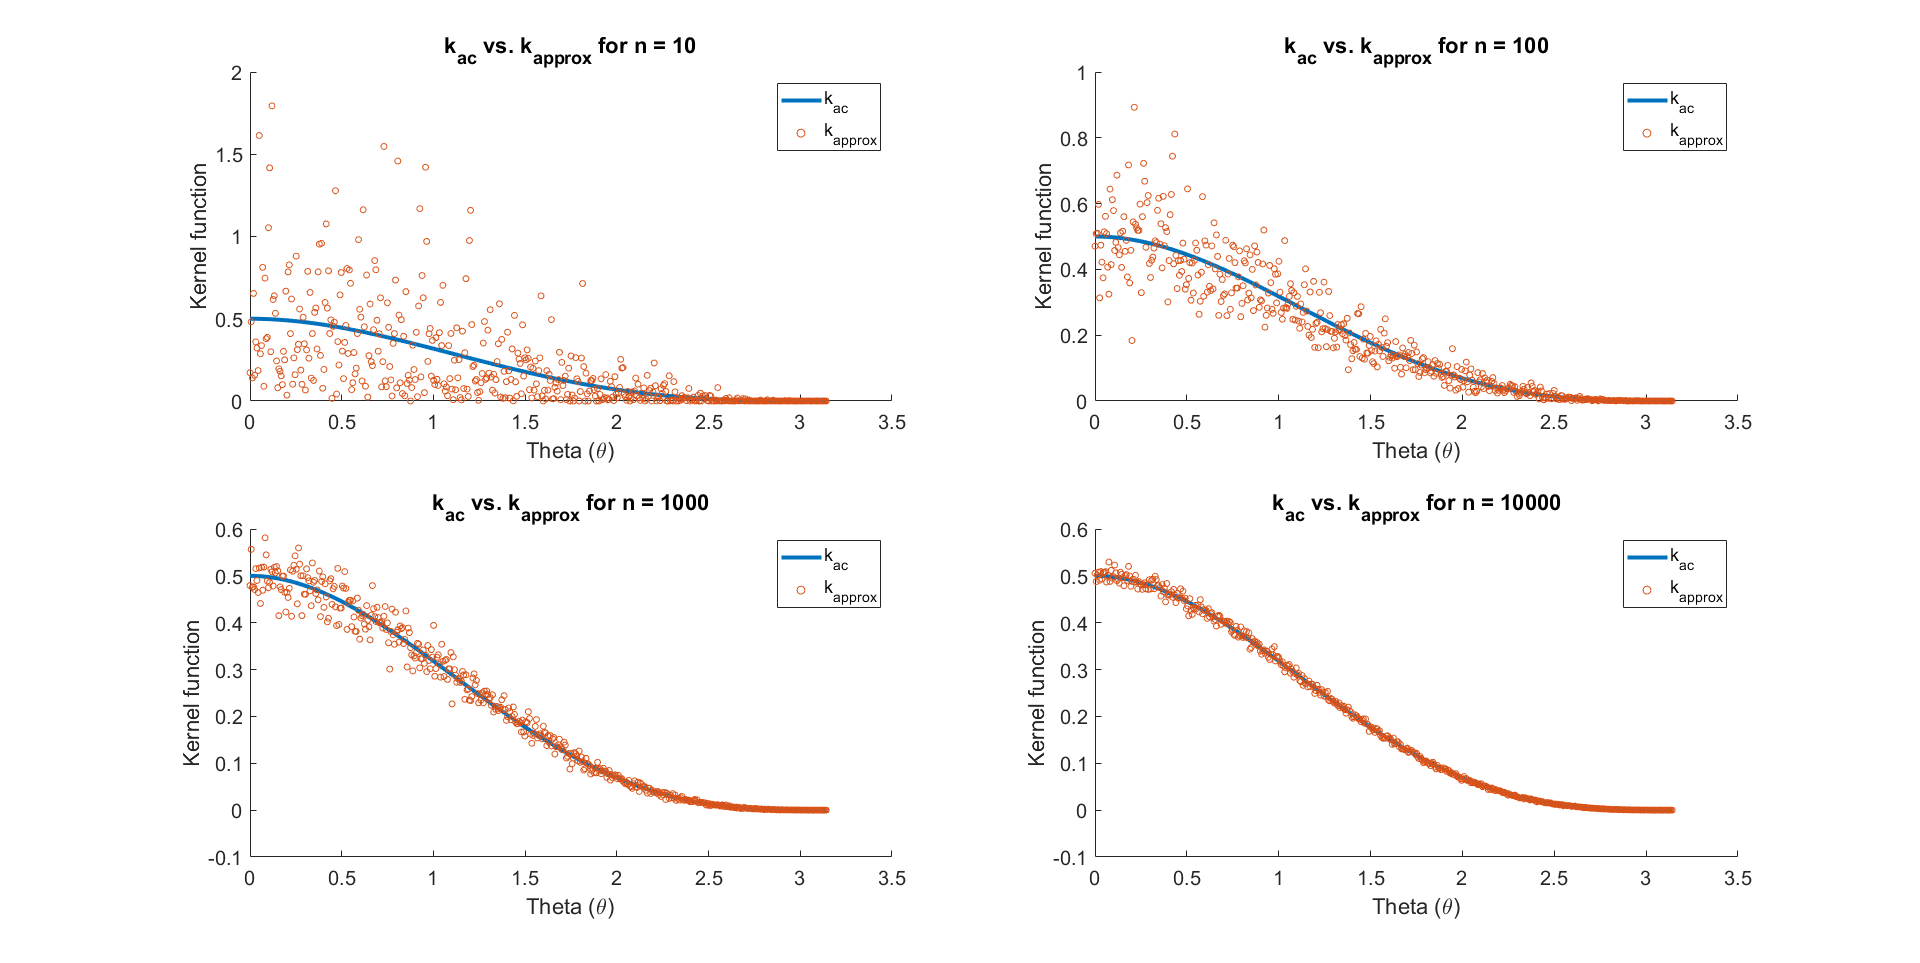 k_ac vs. k_approx for n = 10
2
1.5
1
0.5
0
Kernel function
0 0.5 1 1.5 2 2.5 3 3.5
Theta (θ)
k_ac
k_approx
k_ac vs. k_approx for n = 100
1
0.8
0.6
0.4
0.2
0
Kernel function
0 0.5 1 1.5 2 2.5 3 3.5
Theta (θ)
k_ac
k_approx
k_ac vs. k_approx for n = 1000
0.6
0.5
0.4
0.3
0.2
0.1
0
-0.1
Kernel function
0 0.5 1 1.5 2 2.5 3 3.5
Theta (θ)
k_ac
k_approx
k_ac vs. k_approx for n = 10000
0.6
0.5
0.4
0.3
0.2
0.1
0
-0.1
Kernel function
0 0.5 1 1.5 2 2.5 3 3.5
Theta (θ)
k_ac
k_approx